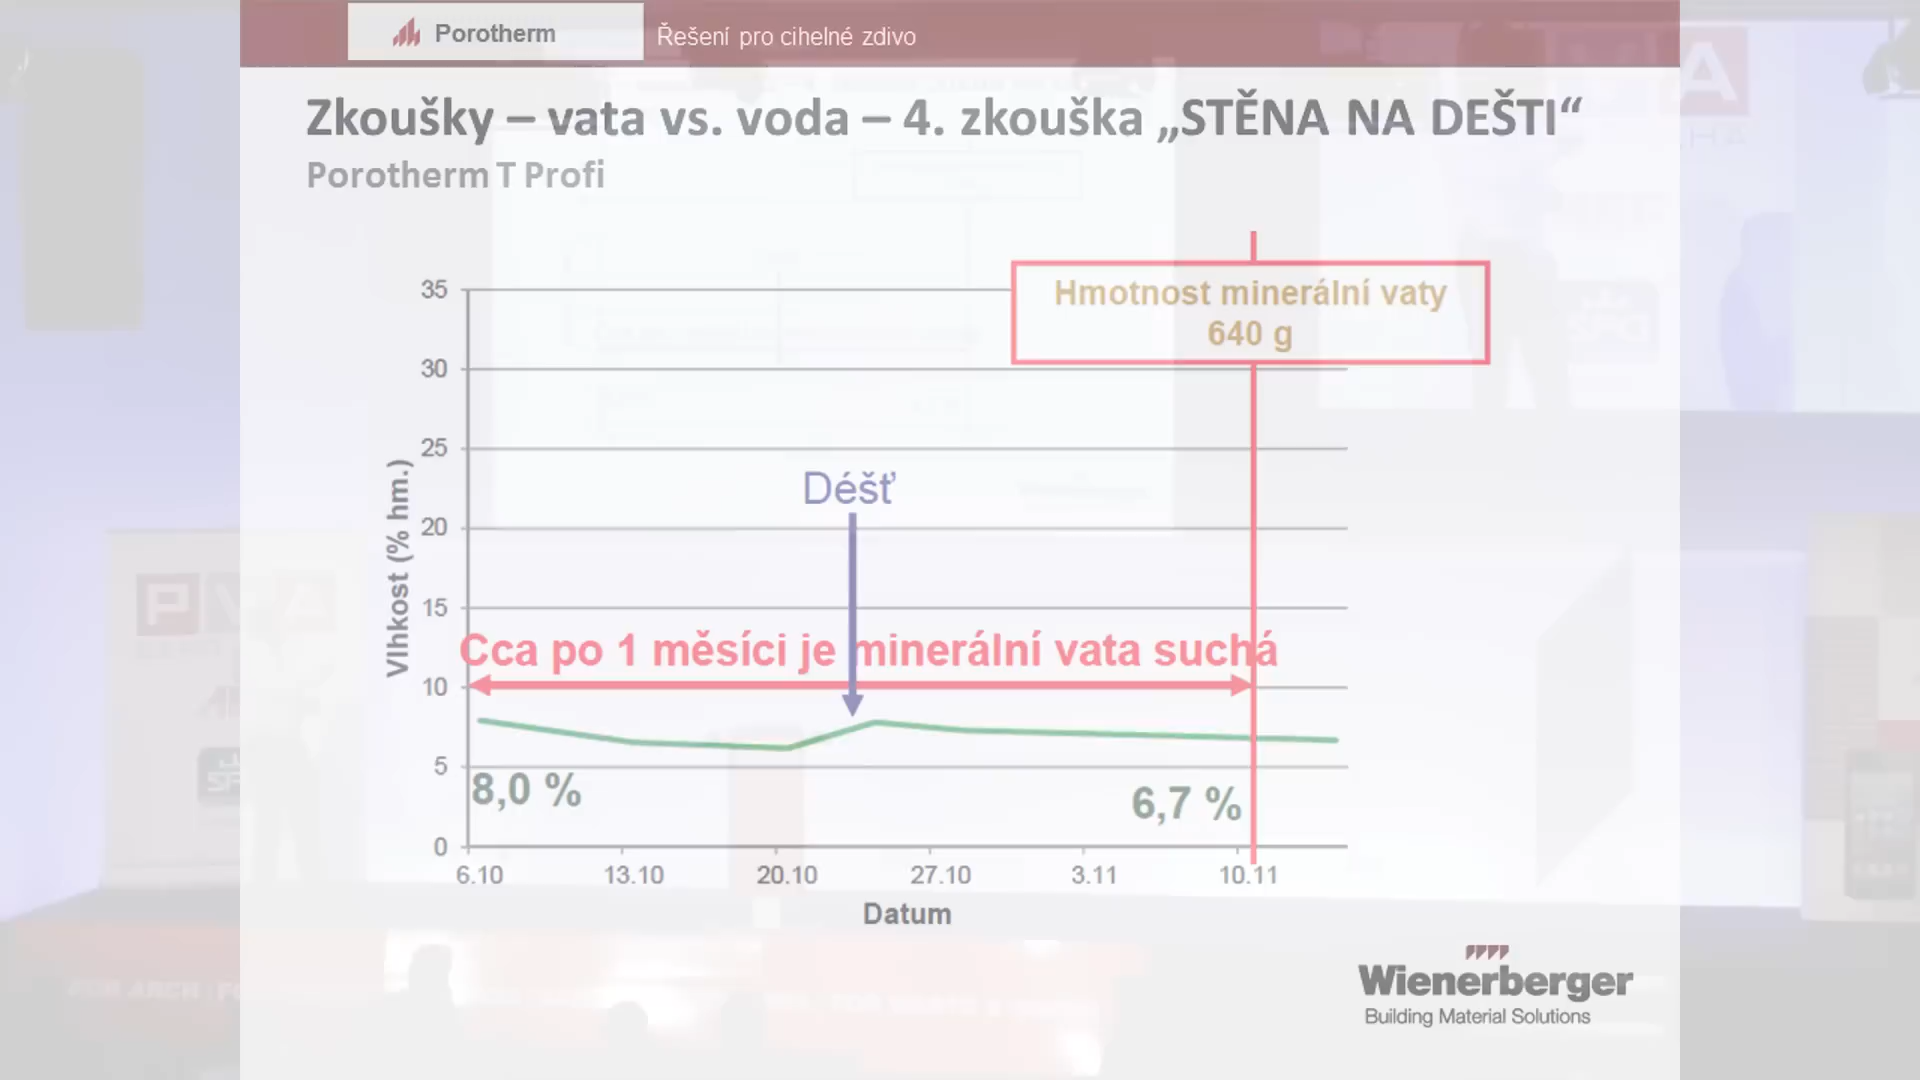 Porotherm
Řešení pro cihelné zdivo
Zkoušky – vata vs. voda – 4. zkouška „STĚNA NA DEŠTI“
Porotherm T Profi
Hmotnost minerální vaty
640 g
35
30
25
20
15
10
5
0
Vlhkost (% hm.)
Déšť
Cca po 1 měsíci je minerální vata suchá
8,0 %
6,7 %
6.10
13.10
20.10
27.10
3.11
10.11
Datum
Wienerberger
Building Material Solutions
PVA